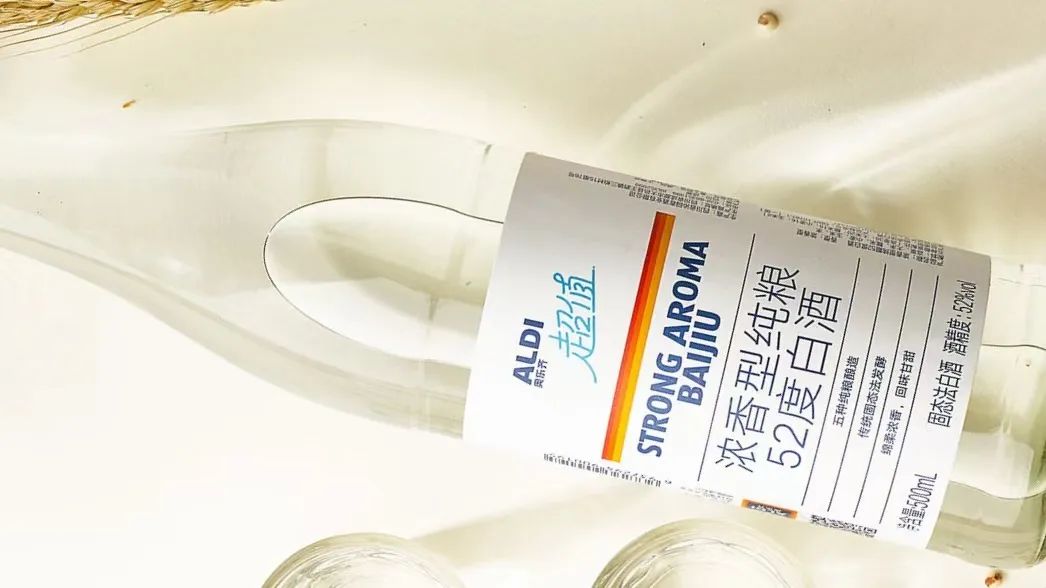 ALDI
奥乐齐
超值
STRONG AROMA
BAIJIU
浓香型纯粮
52度白酒
五种纯粮酿造
传统固态法发酵
绵柔浓香，回味甘甜
固态法白酒 酒精度：52%vol
净含量：500mL